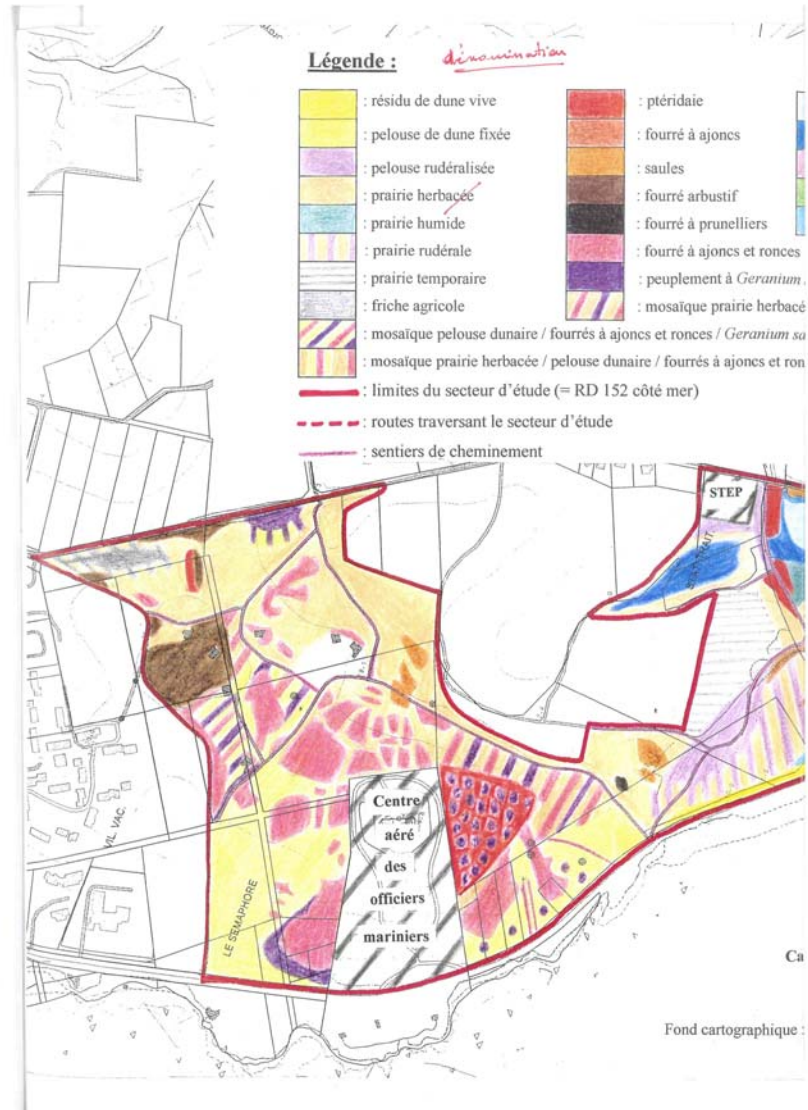 Légende :
dénomination
: résidu de dune vive
: pelouse de dune fixée
: pelouse rudéralisée
: prairie herbacée
: prairie humide
: prairie rudérale
: prairie temporaire
: friche agricole
: ptéridaie
: fourré à ajoncs
: saules
: fourré arbustif
: fourré à prunelliers
: fourré à ajoncs et ronces
: peuplement à Geranium
: mosaïque prairie herbacé
: mosaïque pelouse dunaire / fourrés à ajoncs et ronces / Geranium sa
: mosaïque prairie herbacée / pelouse dunaire / fourrés à ajoncs et ron
: limites du secteur d'étude (= RD 152 côté mer)
: routes traversant le secteur d'étude
: sentiers de cheminement
STEP
Centre
aéré
des
officiers
mariniers
VIL. VAC.
LE SEMAPHORE
Ca
Fond cartographique :